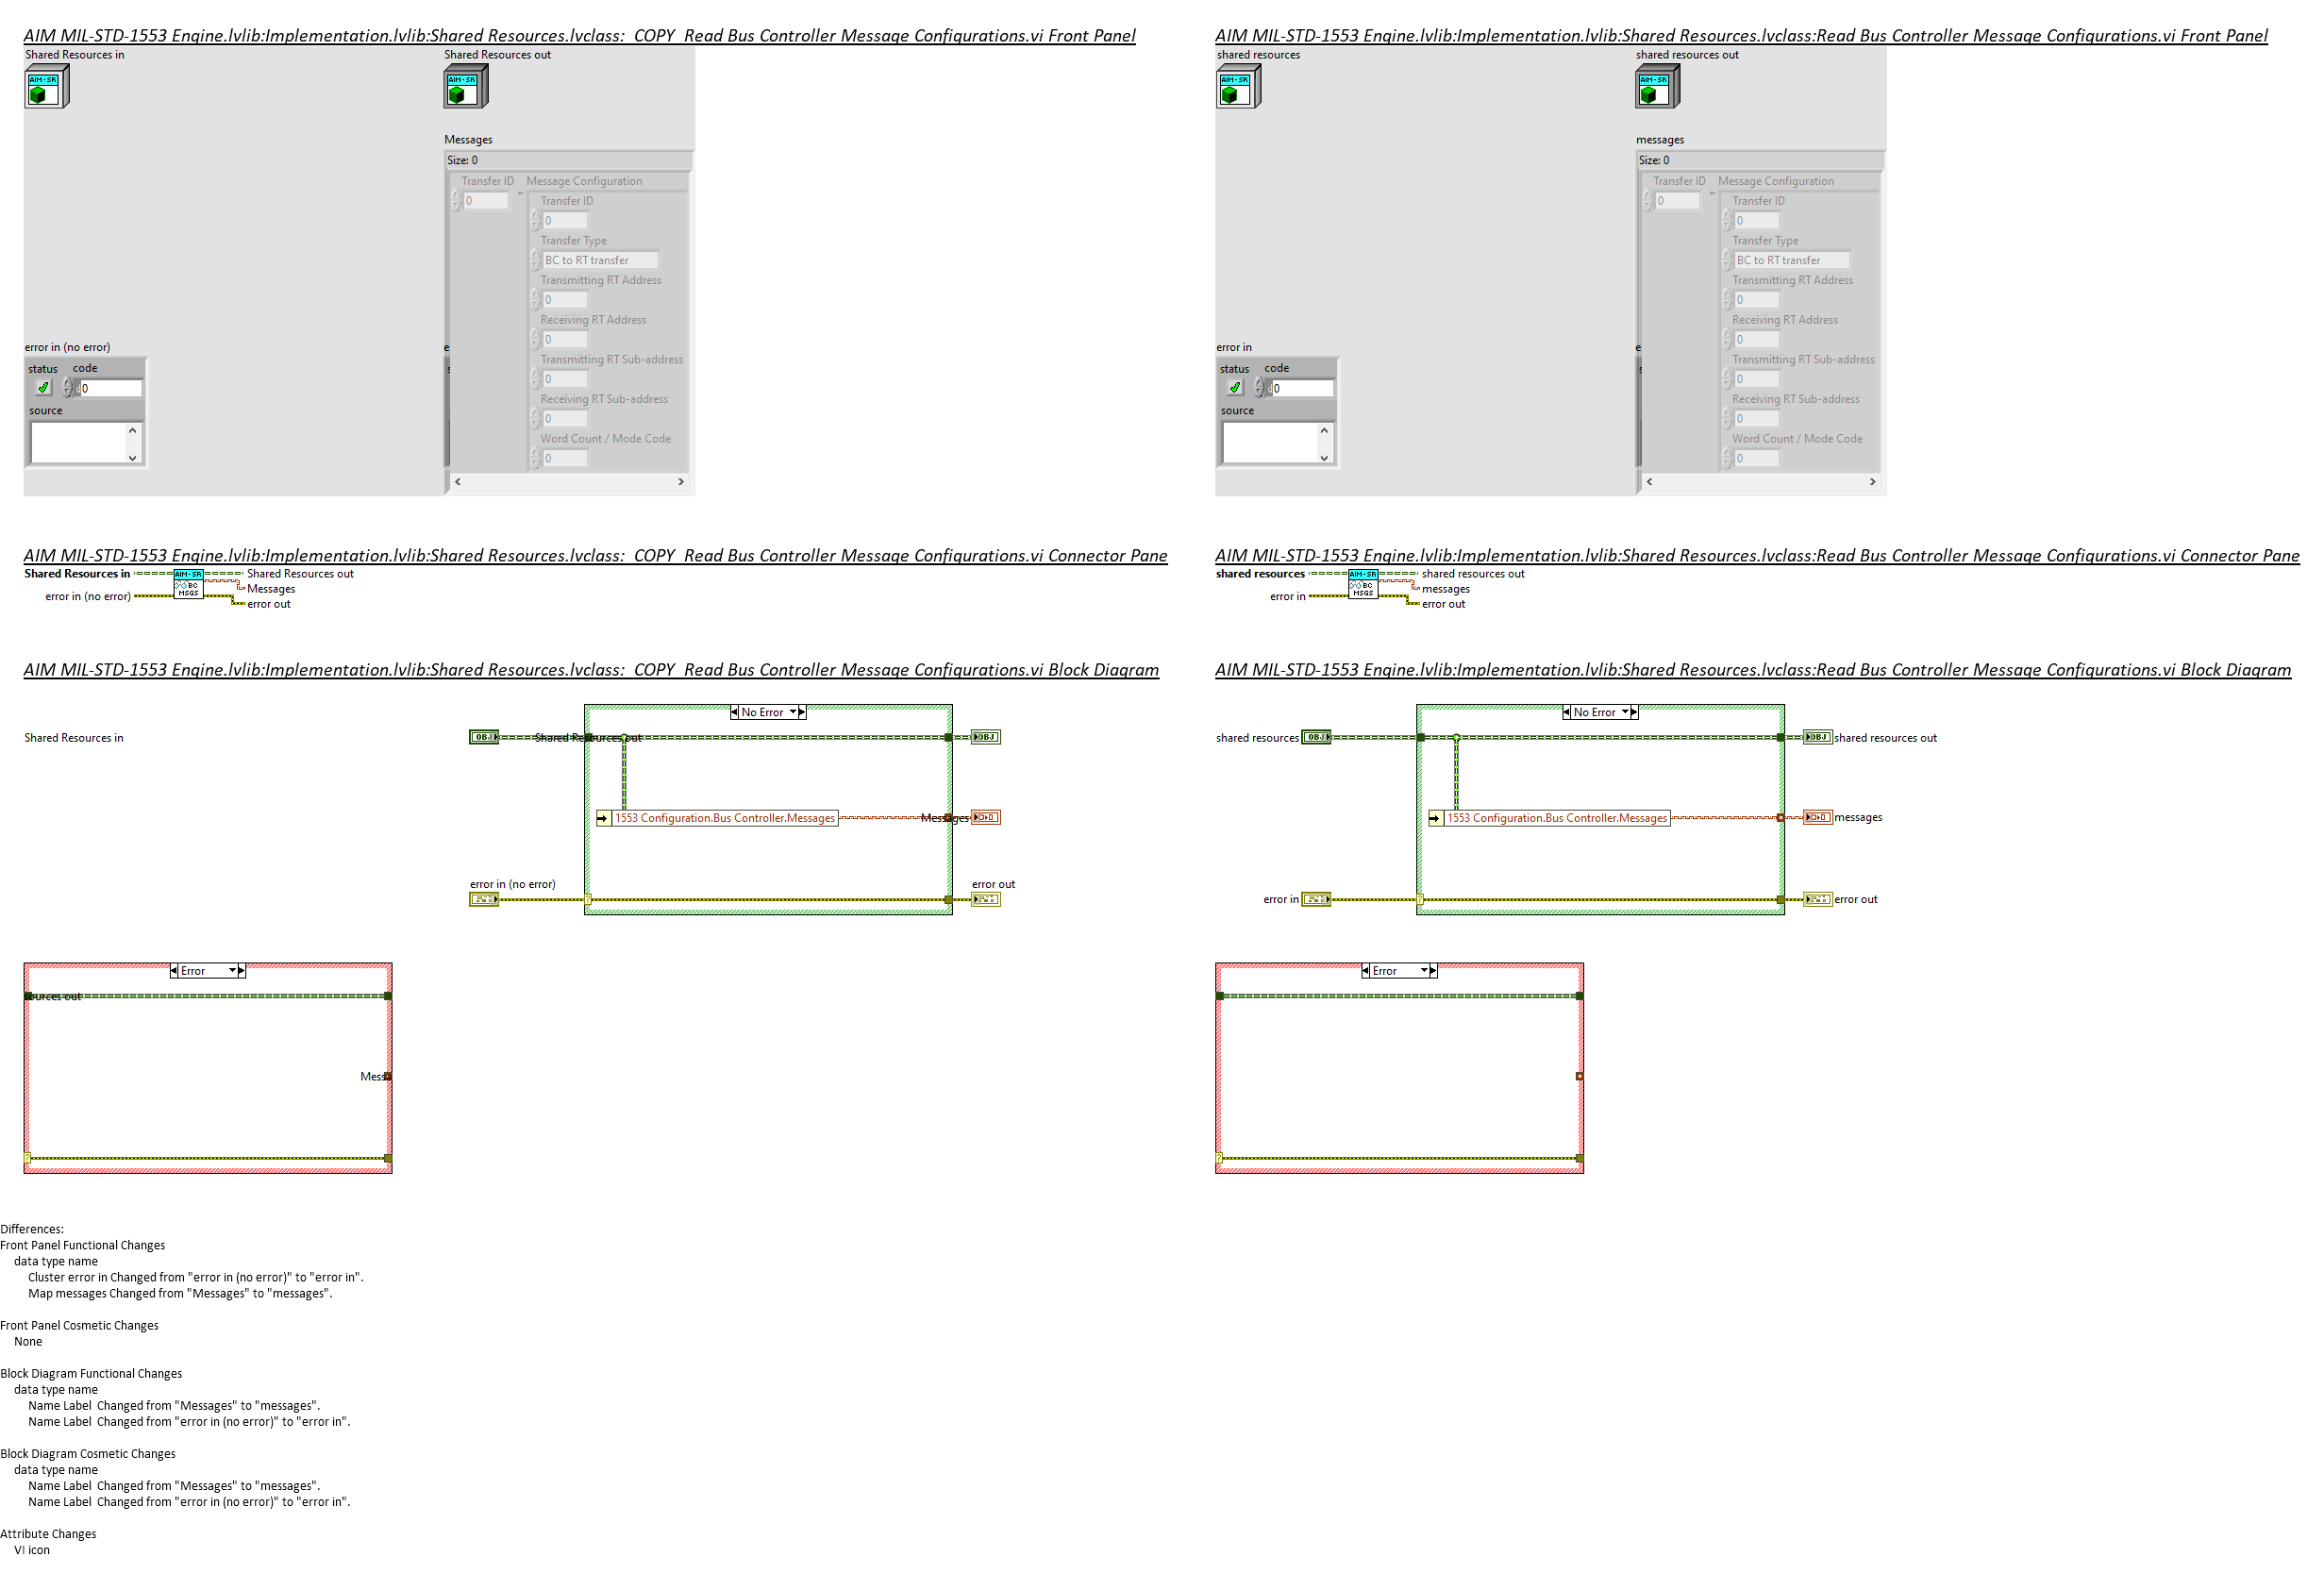 AIM MIL-STD-1553 Engine.lvlib:Implementation.lvlib:Shared Resources.lvclass:  COPY  Read Bus Controller Message Configurations.vi Front Panel
Shared Resources in
Shared Resources out
AIM-SR
AIM-SR
Messages
Size: 0
Transfer ID
Message Configuration
0
Transfer ID
0
Transfer Type
BC to RT transfer
Transmitting RT Address
0
Receiving RT Address
0
Transmitting RT Sub-address
0
Receiving RT Sub-address
0
Word Count / Mode Code
0
error in (no error)
status
code
0
source
AIM MIL-STD-1553 Engine.lvlib:Implementation.lvlib:Shared Resources.lvclass:Read Bus Controller Message Configurations.vi Front Panel
shared resources
shared resources out
AIM-SR
AIM-SR
messages
Size: 0
Transfer ID
Message Configuration
0
Transfer ID
0
Transfer Type
BC to RT transfer
Transmitting RT Address
0
Receiving RT Address
0
Transmitting RT Sub-address
0
Receiving RT Sub-address
0
Word Count / Mode Code
0
error in
status
code
0
source
AIM MIL-STD-1553 Engine.lvlib:Implementation.lvlib:Shared Resources.lvclass:  COPY  Read Bus Controller Message Configurations.vi Connector Pane
Shared Resources in
error in (no error)
AIM-SR
BC
MSGS
Shared Resources out
Messages
error out
AIM MIL-STD-1553 Engine.lvlib:Implementation.lvlib:Shared Resources.lvclass:Read Bus Controller Message Configurations.vi Connector Pane
shared resources
error in
AIM-SR
BC
MSGS
shared resources out
messages
error out
AIM MIL-STD-1553 Engine.lvlib:Implementation.lvlib:Shared Resources.lvclass:  COPY  Read Bus Controller Message Configurations.vi Block Diagram
No Error
Shared Resources in
OBJ
Shared Resources out
OBJ
1553 Configuration.Bus Controller.Messages
Messages
error in (no error)
error out
Error
ources out
Mess
AIM MIL-STD-1553 Engine.lvlib:Implementation.lvlib:Shared Resources.lvclass:Read Bus Controller Message Configurations.vi Block Diagram
No Error
shared resources
OBJ
OBJ
shared resources out
1553 Configuration.Bus Controller.Messages
messages
error in
error out
Error
Differences:
Front Panel Functional Changes
data type name
Cluster error in Changed from "error in (no error)" to "error in".
Map messages Changed from "Messages" to "messages".
Front Panel Cosmetic Changes
None
Block Diagram Functional Changes
data type name
Name Label  Changed from "Messages" to "messages".
Name Label  Changed from "error in (no error)" to "error in".
Block Diagram Cosmetic Changes
data type name
Name Label  Changed from "Messages" to "messages".
Name Label  Changed from "error in (no error)" to "error in".
Attribute Changes
VI icon